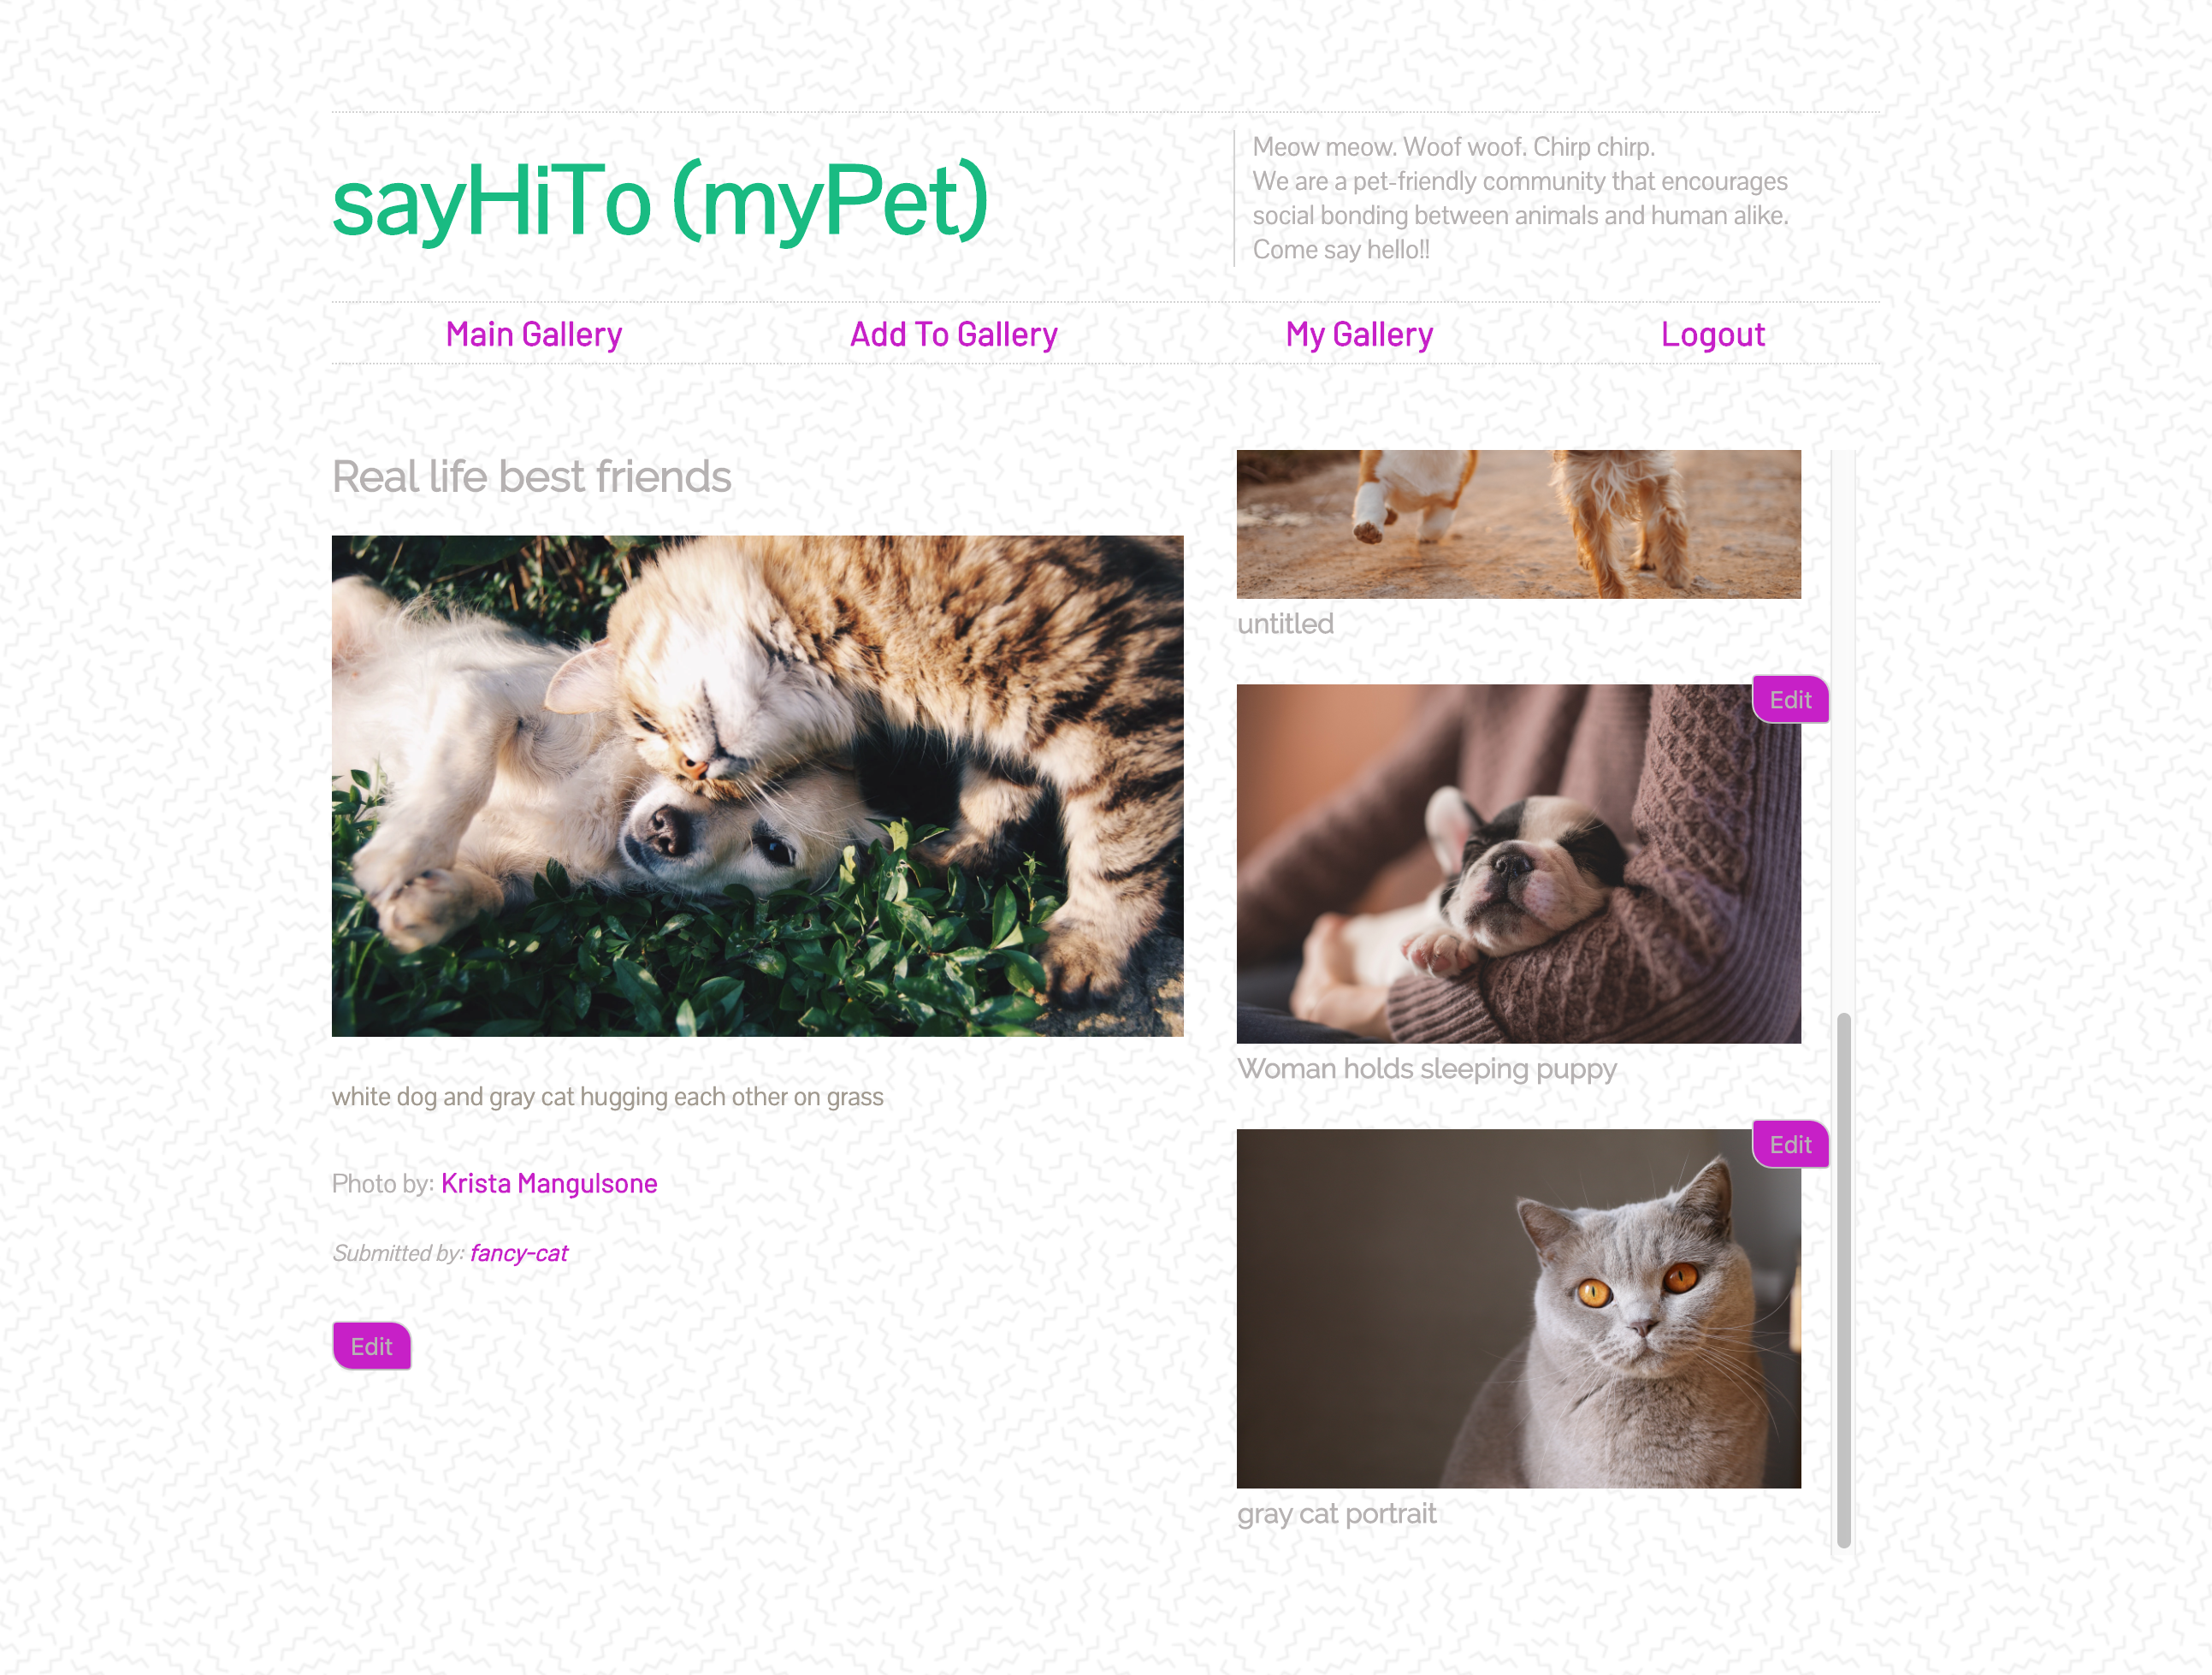 sayHiTo (myPet)
Meow meow. Woof woof. Chirp chirp.
We are a pet-friendly community that encourages
social bonding between animals and human alike.
Come say hello!!
Main Gallery
Add To Gallery
My Gallery
Logout
Real life best friends
white dog and gray cat hugging each other on grass
Photo by: Krista Mangulsone
Submitted by: fancy-cat
Edit
untitled
Edit
Woman holds sleeping puppy
Edit
gray cat portrait